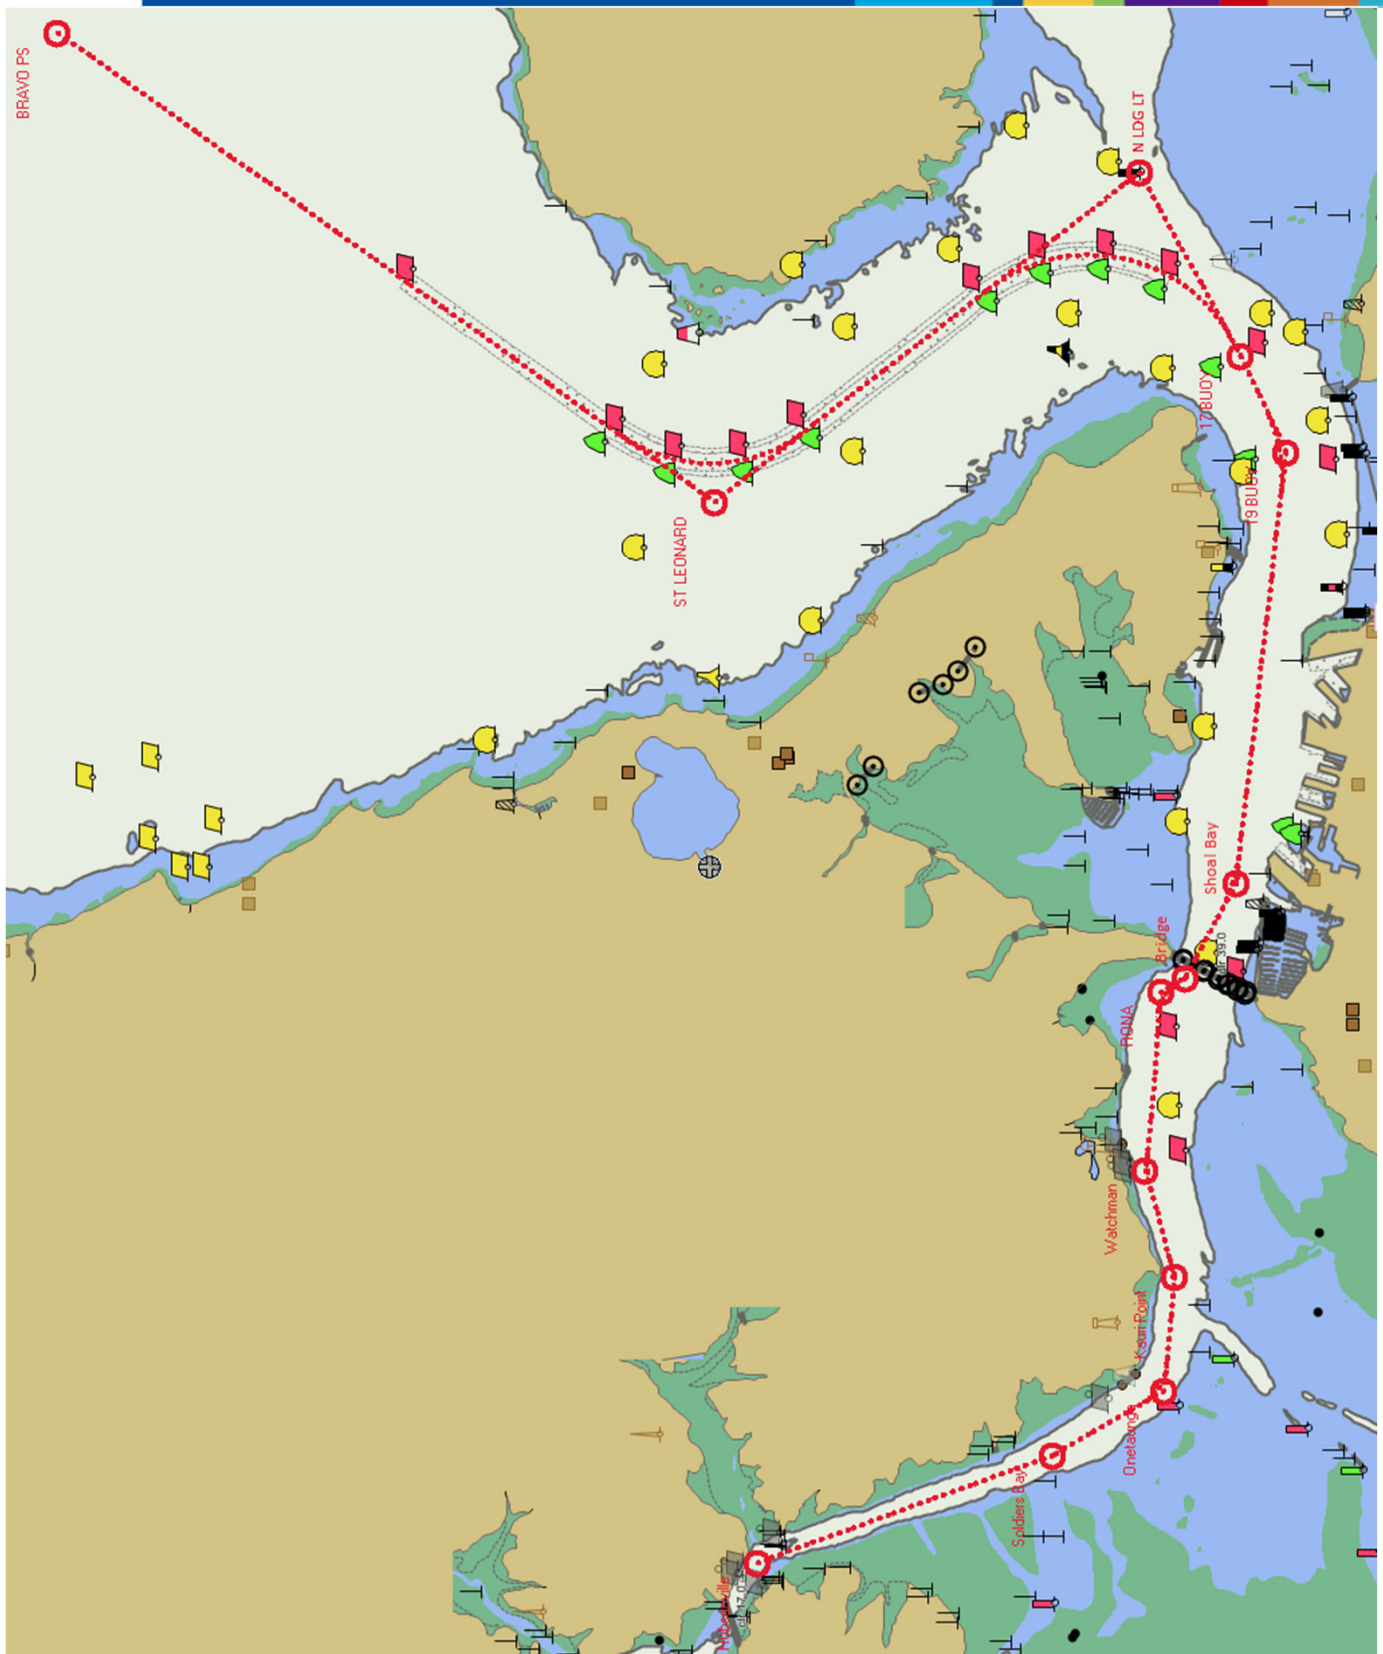 BRAVO PS
N LDG LT
17 BUOY
19 BUOY
ST LEONARD
Shoal Bay
Bridge
RONA
Watchman
Kauri Point
Onetaunga
Soldiers Bay